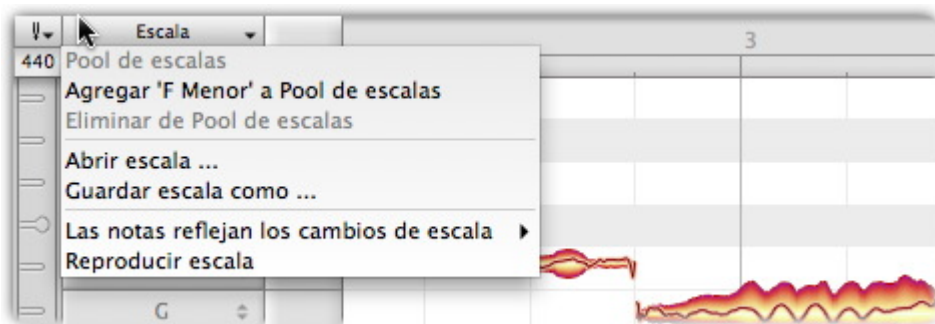 Escala
3
440
Pool de escalas
Agregar 'F Menor' a Pool de escalas
Eliminar de Pool de escalas
Abrir escala ...
Guardar escala como ...
Las notas reflejan los cambios de escala
Reproducir escala
G